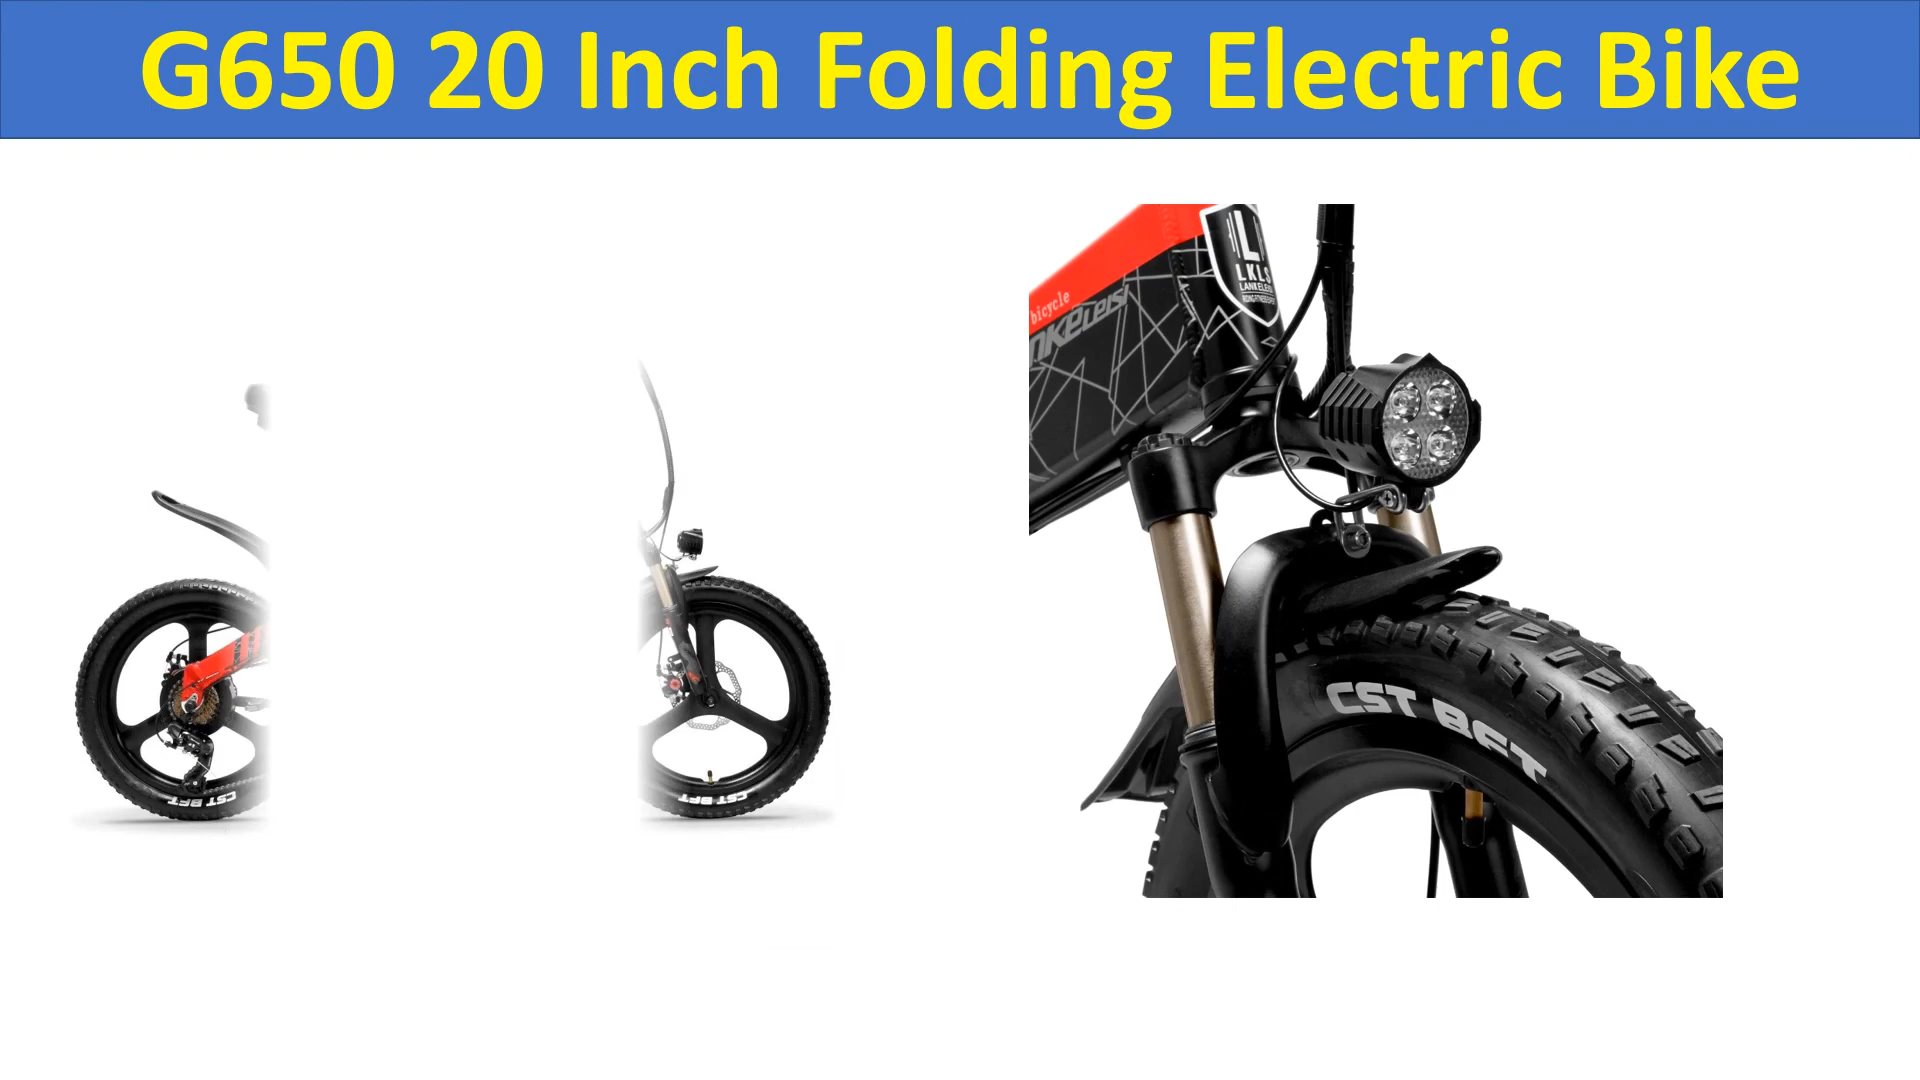 G650 20 Inch Folding Electric Bike
LKLS
bicycle
CST BFT
CST BFT
CST BFT